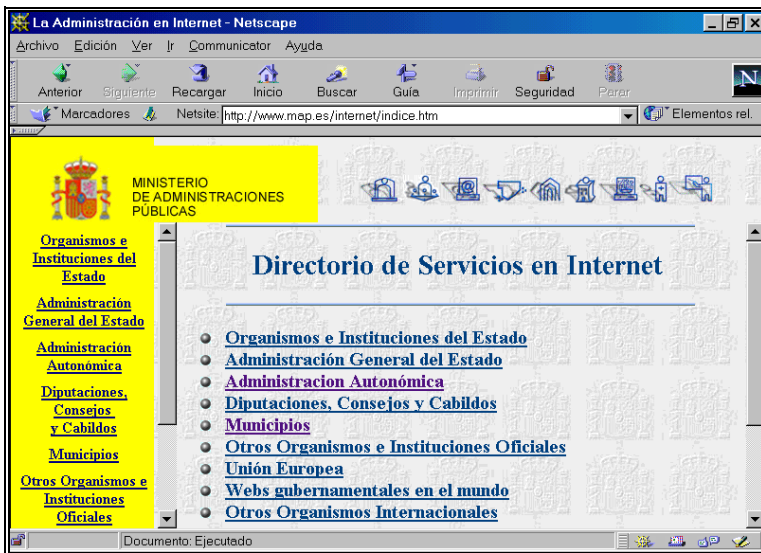 La Administración en Internet - Netscape
Archivo Edición Ver Ir Communicator Ayuda
Anterior Siguiente Recargar Inicio Buscar Guía Imprimir Seguridad Parar
N
Marcadores Netsite: http://www.map.es/internet/indice.htm Elementos rel.
MINISTERIO
DE ADMINISTRACIONES
PÚBLICAS
Organismos e
Instituciones del
Estado
Administración
General del Estado
Administración
Autonómica
Diputaciones,
Consejos
y Cabildos
Municipios
Otros Organismos e
Instituciones
Oficiales
Directorio de Servicios en Internet
Organismos e Instituciones del Estado
Administración General del Estado
Administracion Autonómica
Diputaciones, Consejos y Cabildos
Municipios
Otros Organismos e Instituciones Oficiales
Unión Europea
Webs gubernamentales en el mundo
Otros Organismos Internacionales
Documento: Ejecutado